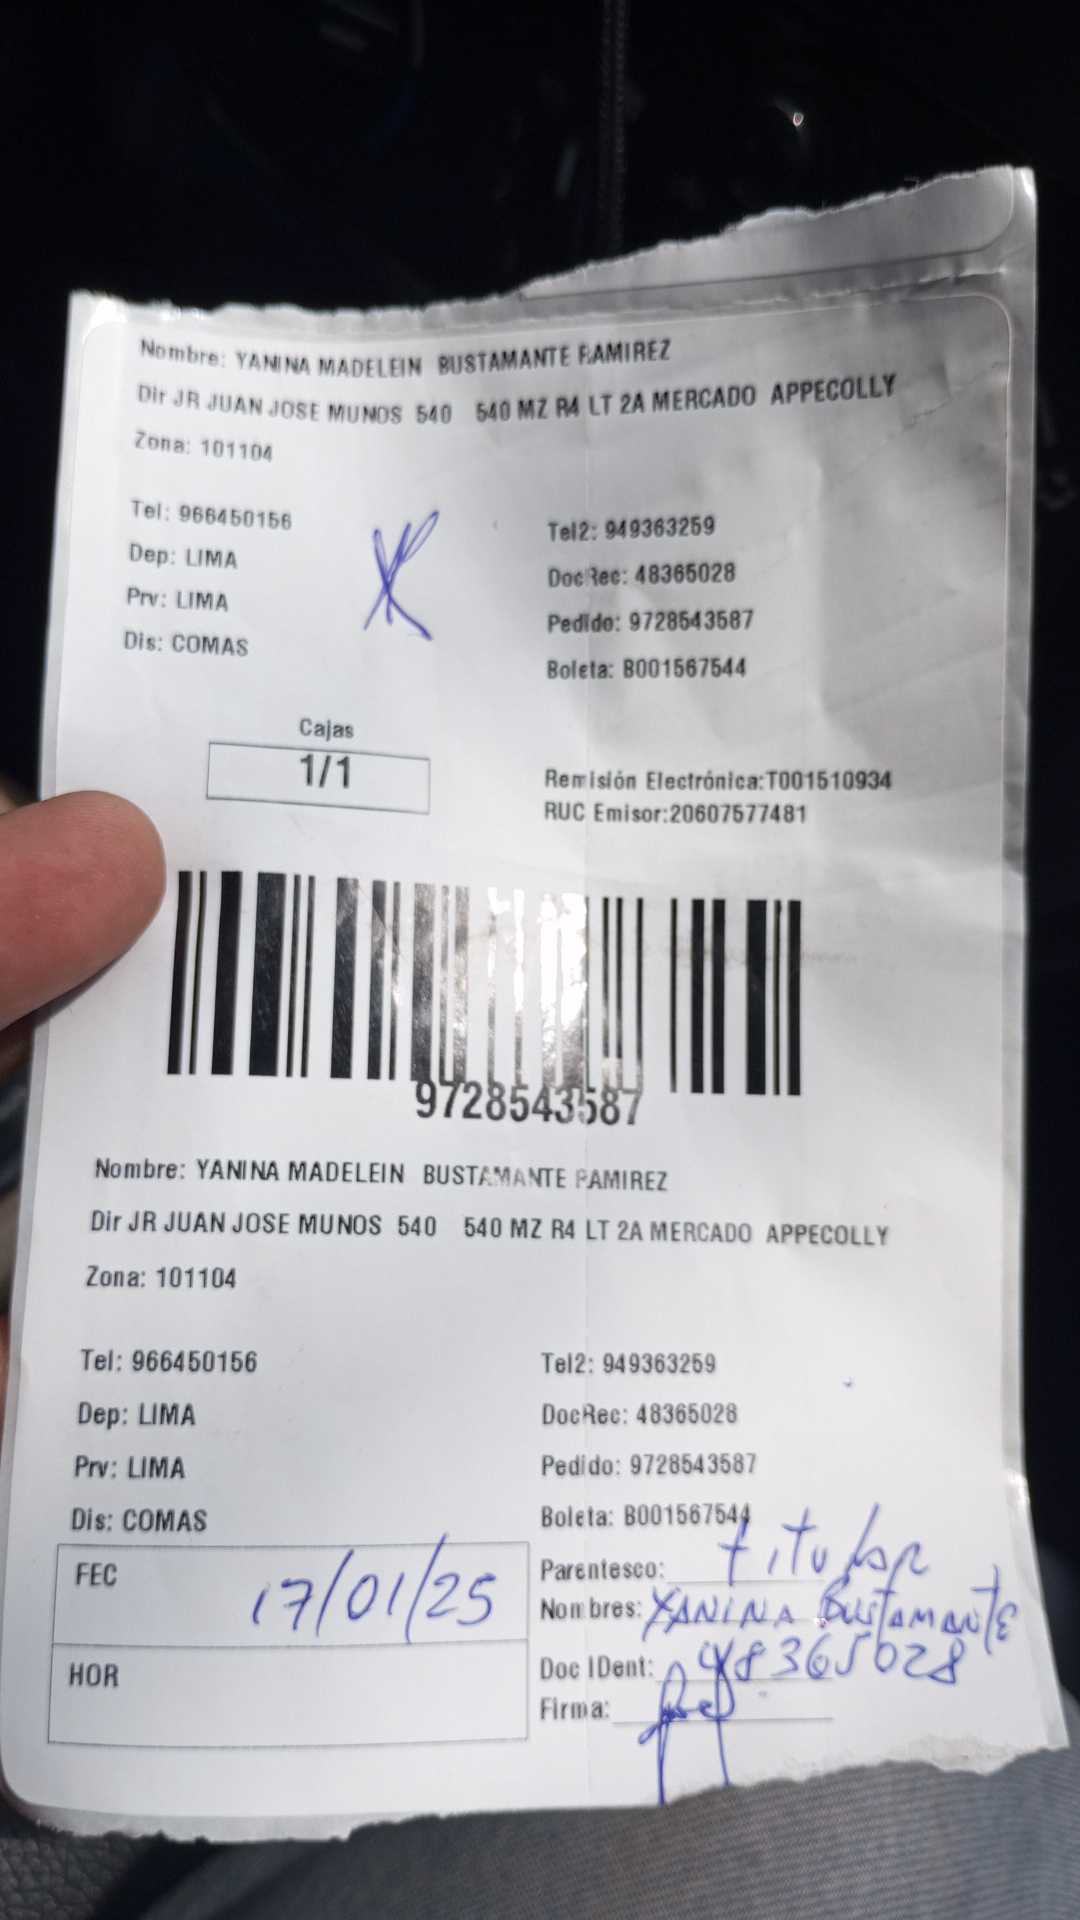 Nombre: YANINA MADELEIN BUSTAMANTE RAMIREZ
Dir JR JUAN JOSE MUNOS 540 540 MZ R4 LT 2A MERCADO APPECOLLY
Zona: 101104
Tel: 966450156 Tel2: 949363259
Dep: LIMA DocRec: 48365028
Prv: LIMA Pedido: 9728543587
Dis: COMAS Boleta: B001567544
Cajas
1/1
Remisión Electrónica:T001510934
RUC Emisor:20607577481
9728543587
Nombre: YANINA MADELEIN BUSTAMANTE RAMIREZ
Dir JR JUAN JOSE MUNOS 540 540 MZ R4 LT 2A MERCADO APPECOLLY
Zona: 101104
Tel: 966450156 Tel2: 949363259
Dep: LIMA DocRec: 48365028
Prv: LIMA Pedido: 9728543587
Dis: COMAS Boleta: B001567544
FEC 17/01/25
HOR
Parentesco: titular
Nombres: YANINA BUSTAMANTE
Doc IDent: 48365028
Firma: